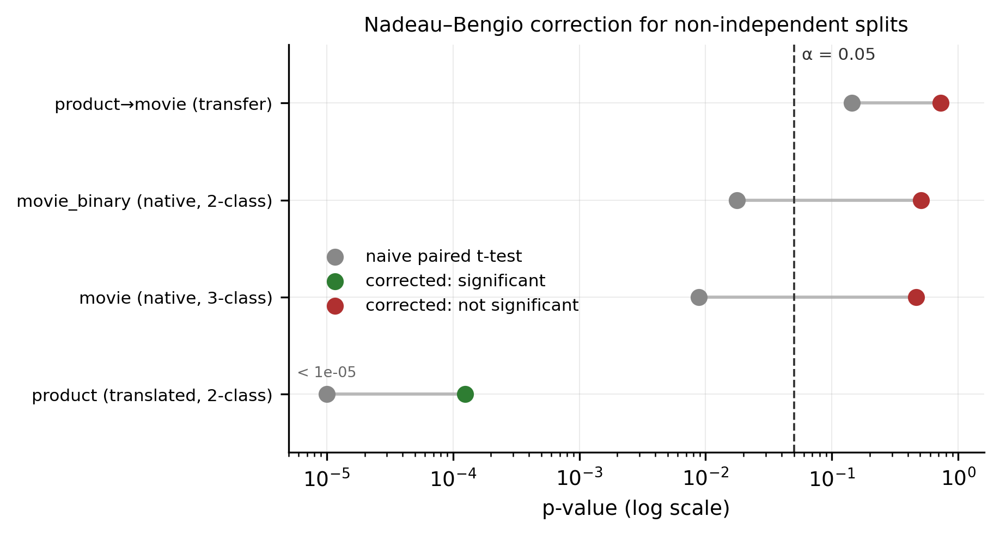 Nadeau–Bengio correction for non-independent splits
α = 0.05
product→movie (transfer)
movie_binary (native, 2-class)
naive paired t-test
corrected: significant
movie (native, 3-class)
corrected: not significant
< 1e-05
product (translated, 2-class)
10⁻⁵ 10⁻⁴ 10⁻³ 10⁻² 10⁻¹ 10⁰
p-value (log scale)